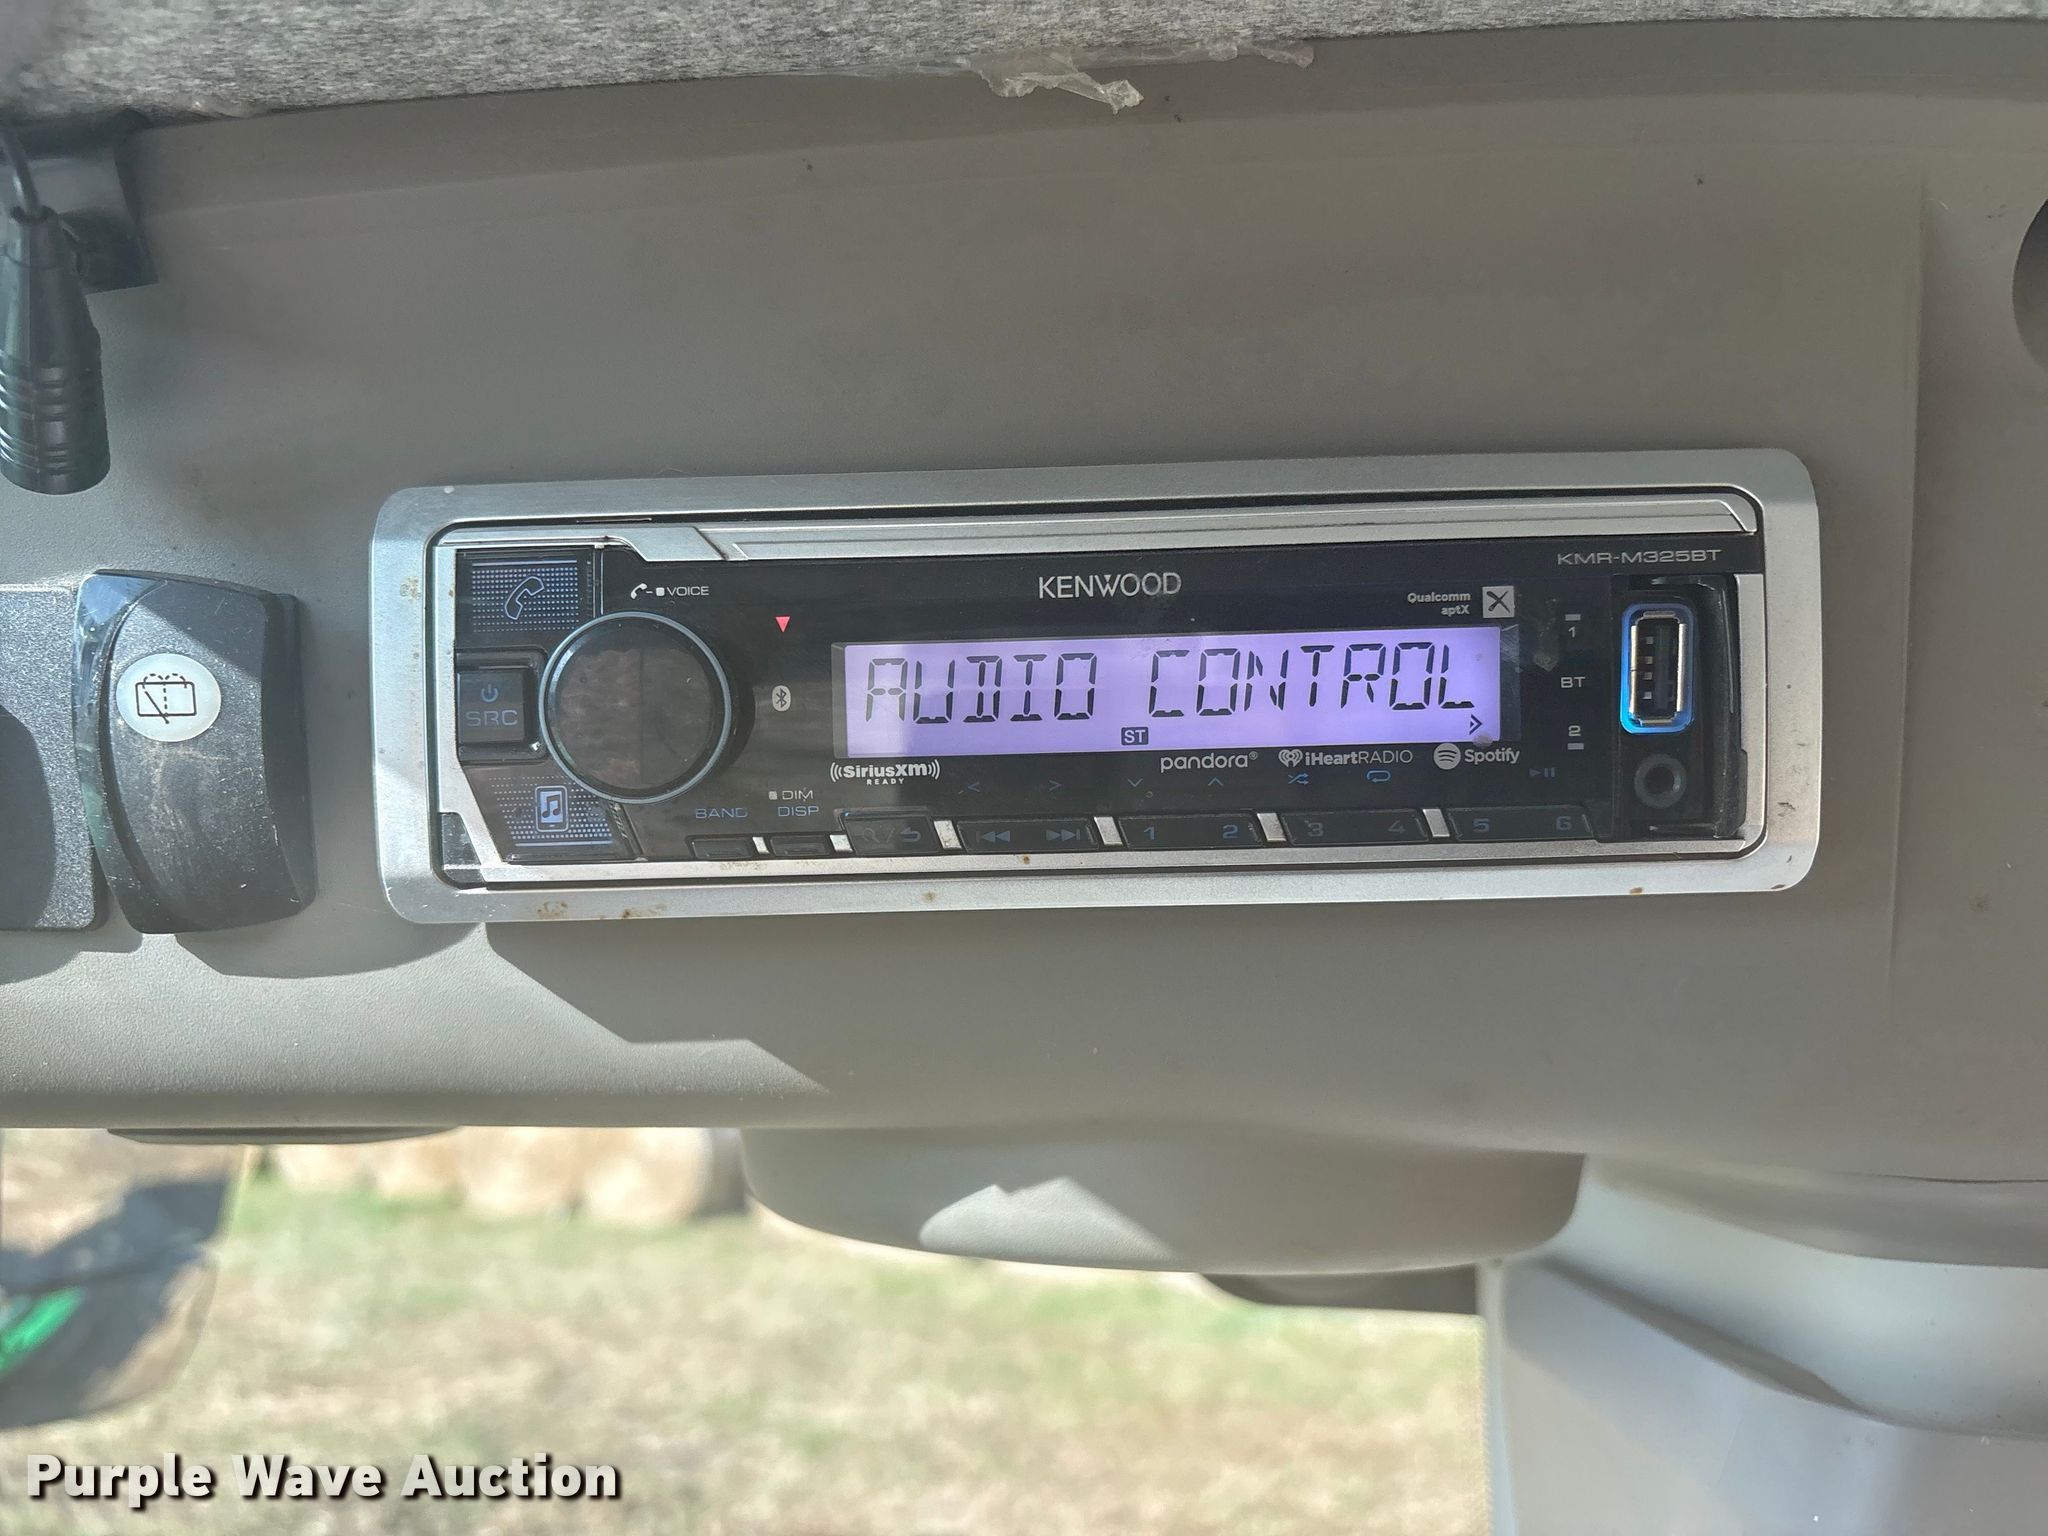 KMR-M325BT
VOICE
KENWOOD
Qualcomm
aptX
1
AUDIO CONTROL
BT
SRC
ST
2
pandora®
iHeartRADIO
Spotify
((SiriusXm))
READY
DIM
BAND
DISP
1 2 3 4 5 6
Purple Wave Auction